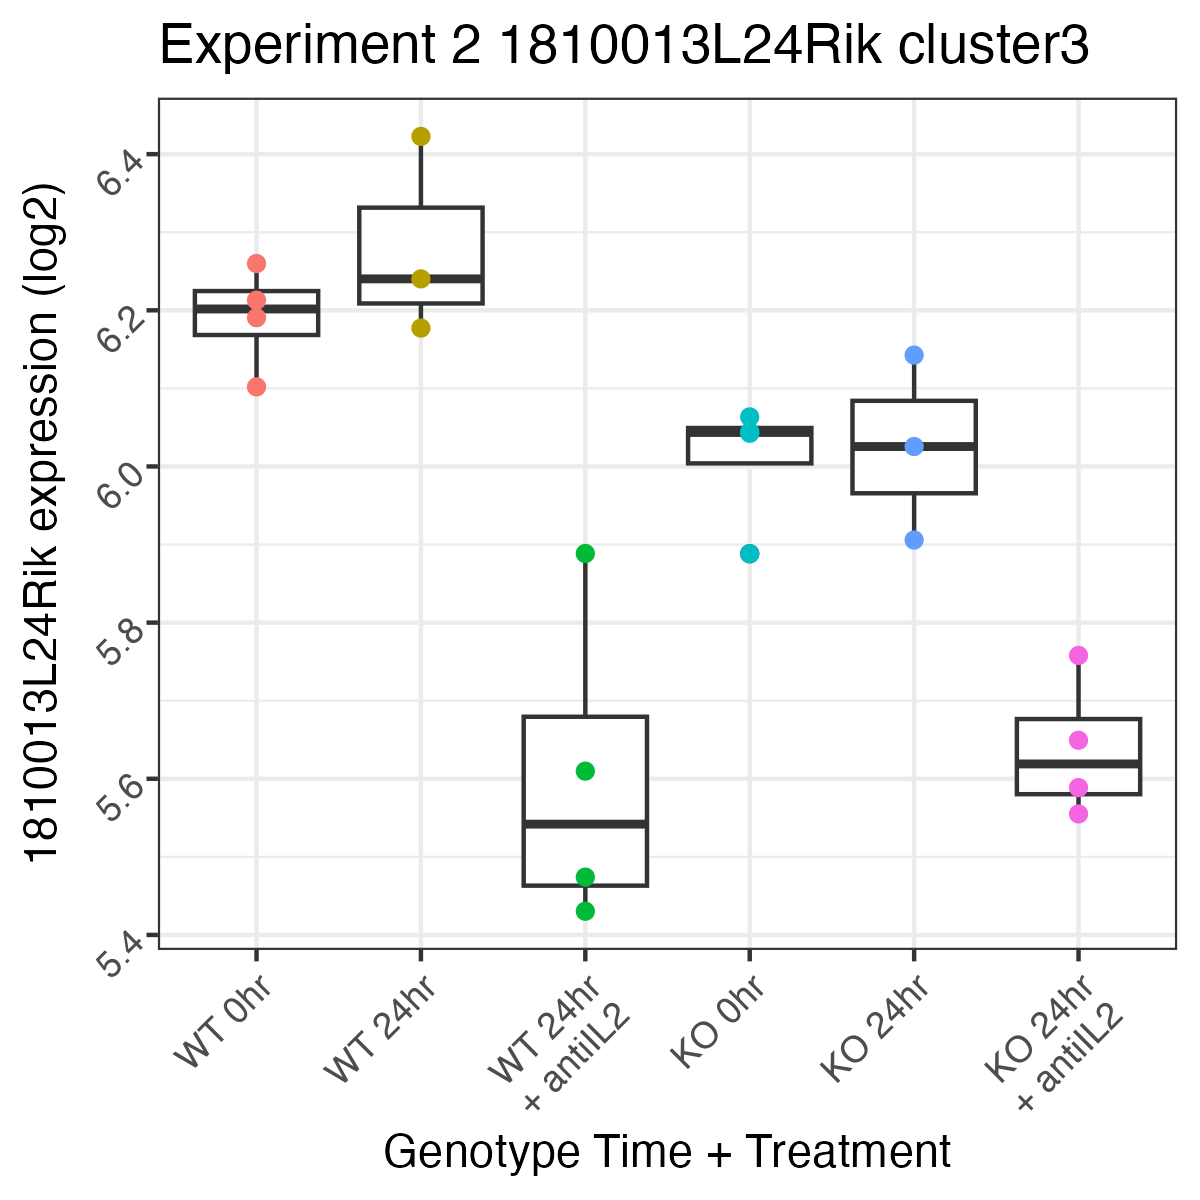 Experiment 2 1810013L24Rik cluster3
1810013L24Rik expression (log2)
6.4
6.2
6.0
5.8
5.6
5.4
WT 0hr
WT 24hr
WT 24hr
+ antiIL2
KO 0hr
KO 24hr
KO 24hr
+ antiIL2
Genotype Time + Treatment